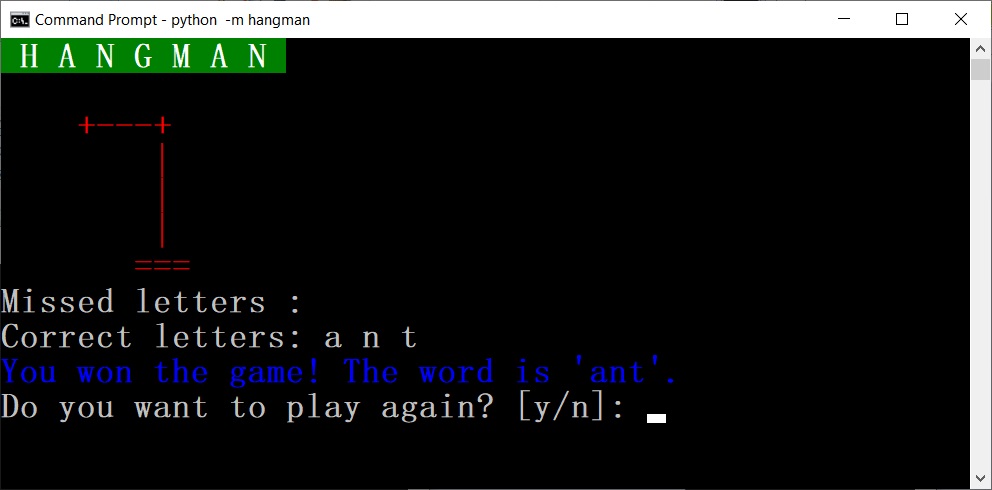 Command Prompt - python  -m hangman
H A N G M A N
+---+
|
|
|
===
Missed letters :
Correct letters: a n t
You won the game! The word is 'ant'.
Do you want to play again? [y/n]: